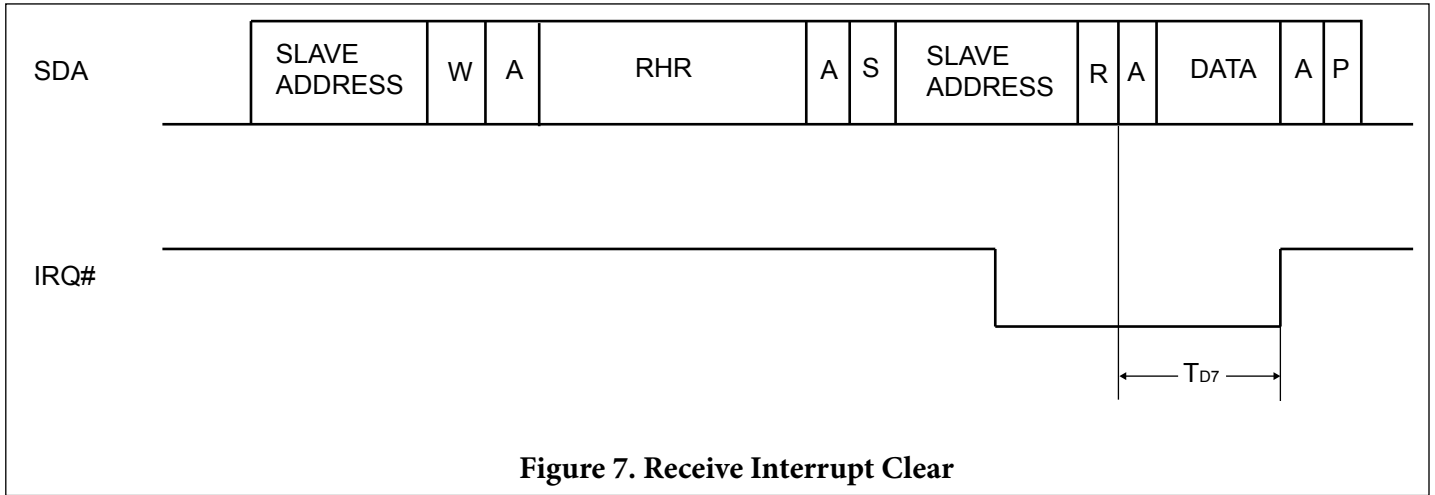 SDA
SLAVE
ADDRESS
W
A
RHR
A
S
SLAVE
ADDRESS
R
A
DATA
A
P
IRQ#
TD7
Figure 7. Receive Interrupt Clear